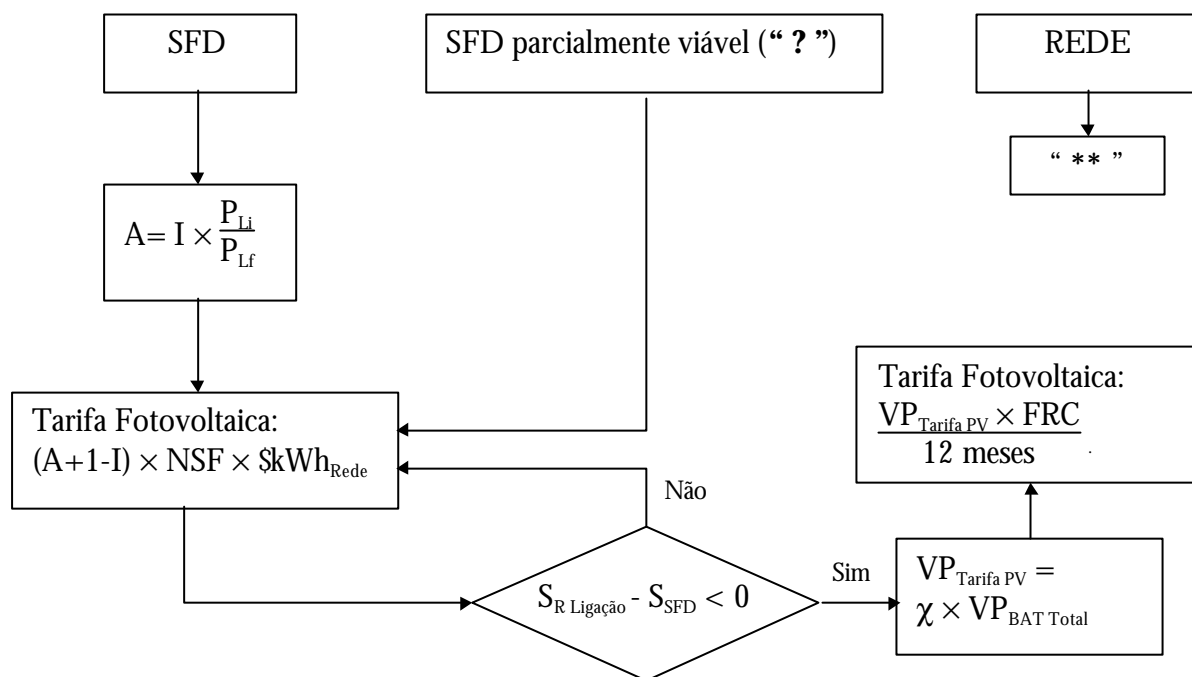 SFD
SFD parcialmente viável (“ ? ”)
REDE
“ ** ”
A= I × P_Li / P_Lf
Tarifa Fotovoltaica:
(A+1-I) × NSF × $kWh_Rede
Tarifa Fotovoltaica:
VP_Tarifa PV × FRC
12 meses
Não
S_R Ligação - S_SFD < 0
Sim
VP_Tarifa PV =
χ × VP_BAT Total